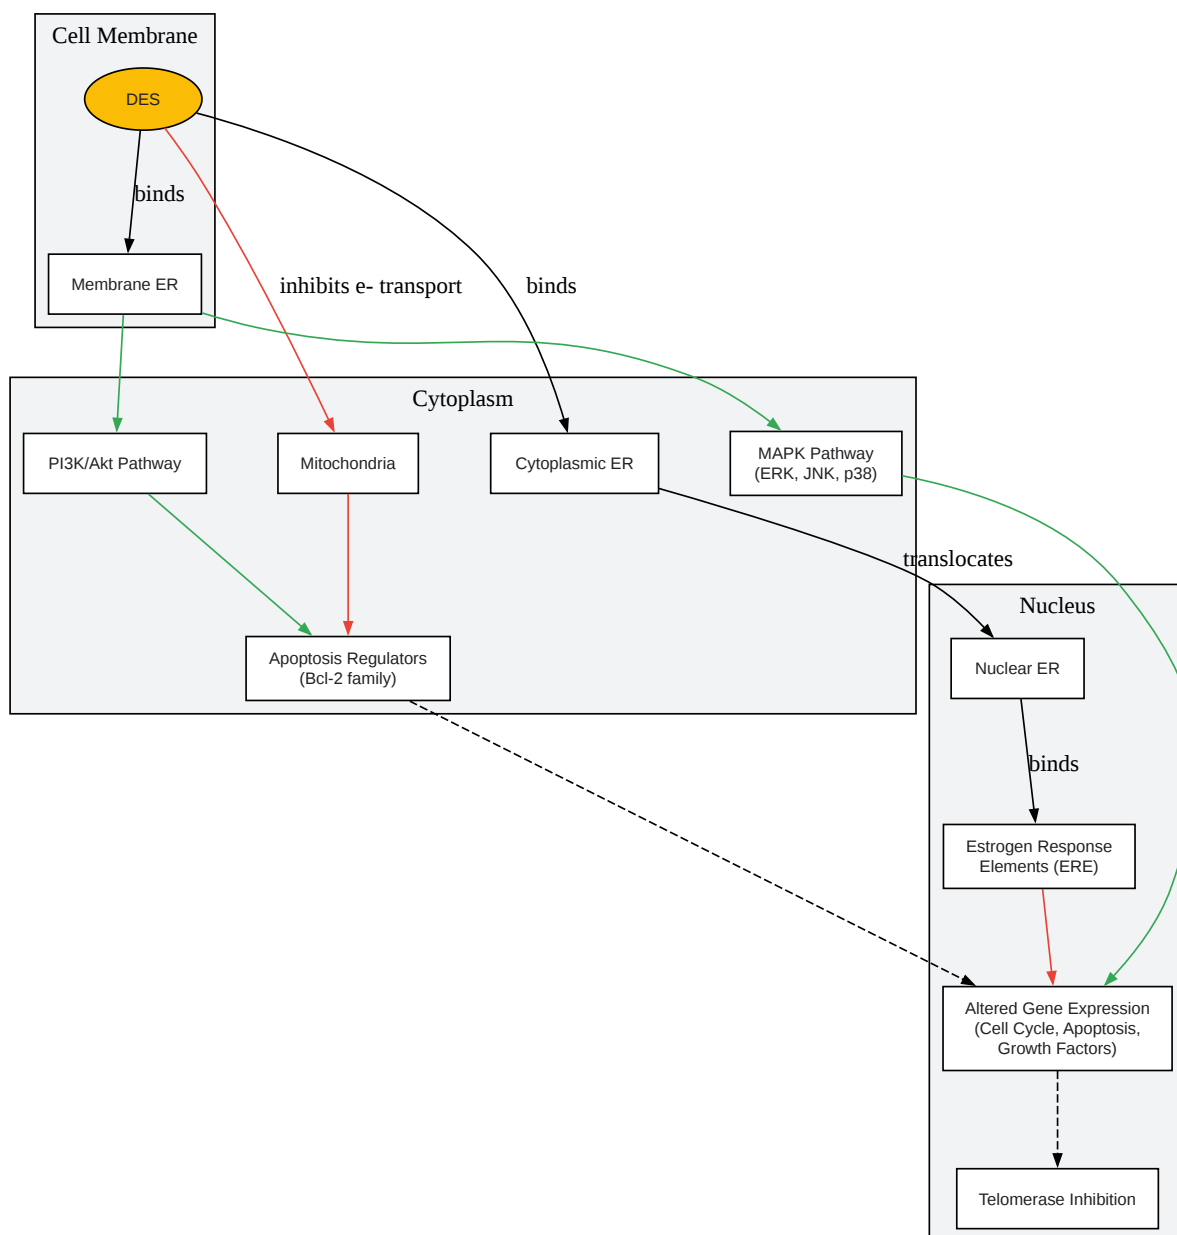 Cell Membrane
DES
binds
Membrane ER
inhibits e- transport
binds
Cytoplasm
PI3K/Akt Pathway
Mitochondria
Cytoplasmic ER
MAPK Pathway
(ERK, JNK, p38)
translocates
Nucleus
Apoptosis Regulators
(Bcl-2 family)
Nuclear ER
binds
Estrogen Response
Elements (ERE)
Altered Gene Expression
(Cell Cycle, Apoptosis,
Growth Factors)
Telomerase Inhibition